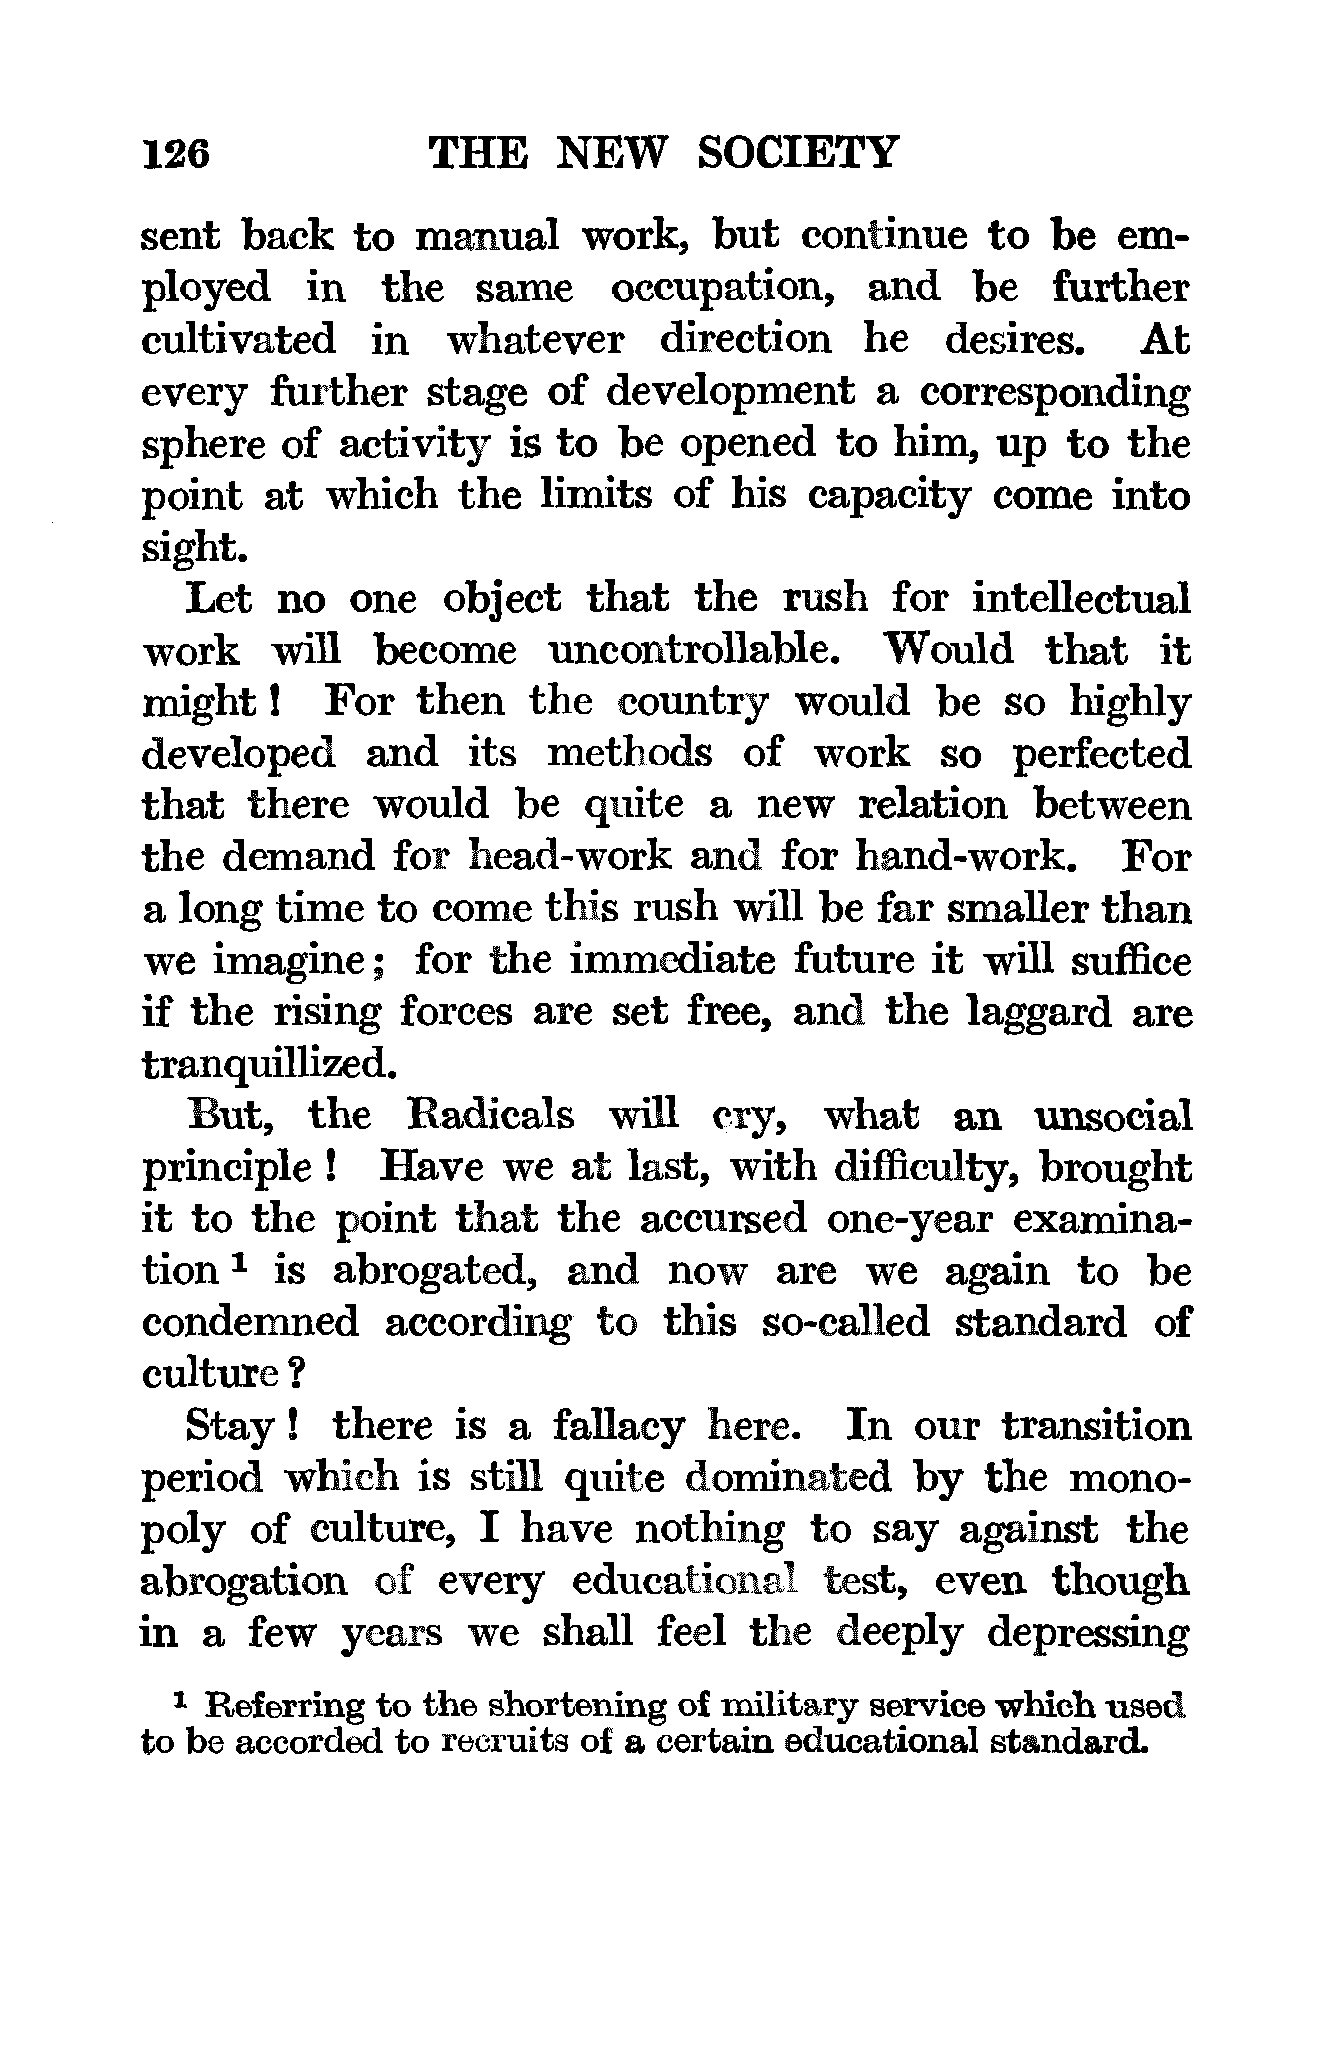 126 THE NEW SOCIETY
sent back to manual work, but continue to be em-
ployed in the same occupation, and be further
cultivated in whatever direction he desires. At
every further stage of development a corresponding
sphere of activity is to be opened to him, up to the
point at which the limits of his capacity come into
sight.
Let no one object that the rush for intellectual
work will become uncontrollable. Would that it
might ! For then the country would be so highly
developed and its methods of work so perfected
that there would be quite a new relation between
the demand for head-work and for hand-work. For
a long time to come this rush will be far smaller than
we imagine ; for the immediate future it will suffice
if the rising forces are set free, and the laggard are
tranquillized.
But, the Radicals will cry, what an unsocial
principle ! Have we at last, with difficulty, brought
it to the point that the accursed one-year examina-
tion ¹ is abrogated, and now are we again to be
condemned according to this so-called standard of
culture ?
Stay ! there is a fallacy here. In our transition
period which is still quite dominated by the mono-
poly of culture, I have nothing to say against the
abrogation of every educational test, even though
in a few years we shall feel the deeply depressing
¹ Referring to the shortening of military service which used
to be accorded to recruits of a certain educational standard.